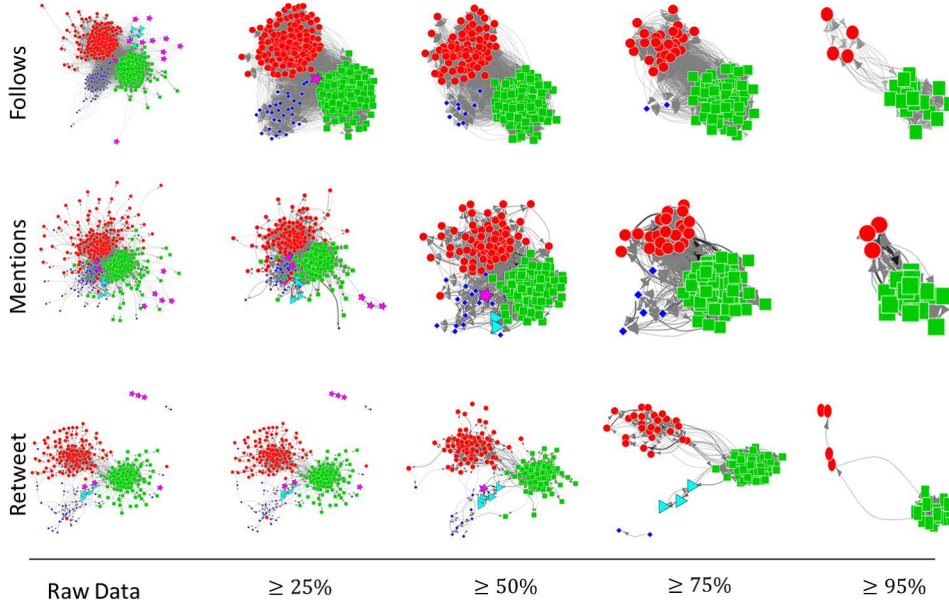 Follows
Mentions
Retweet
Raw Data
≥ 25%
≥ 50%
≥ 75%
≥ 95%